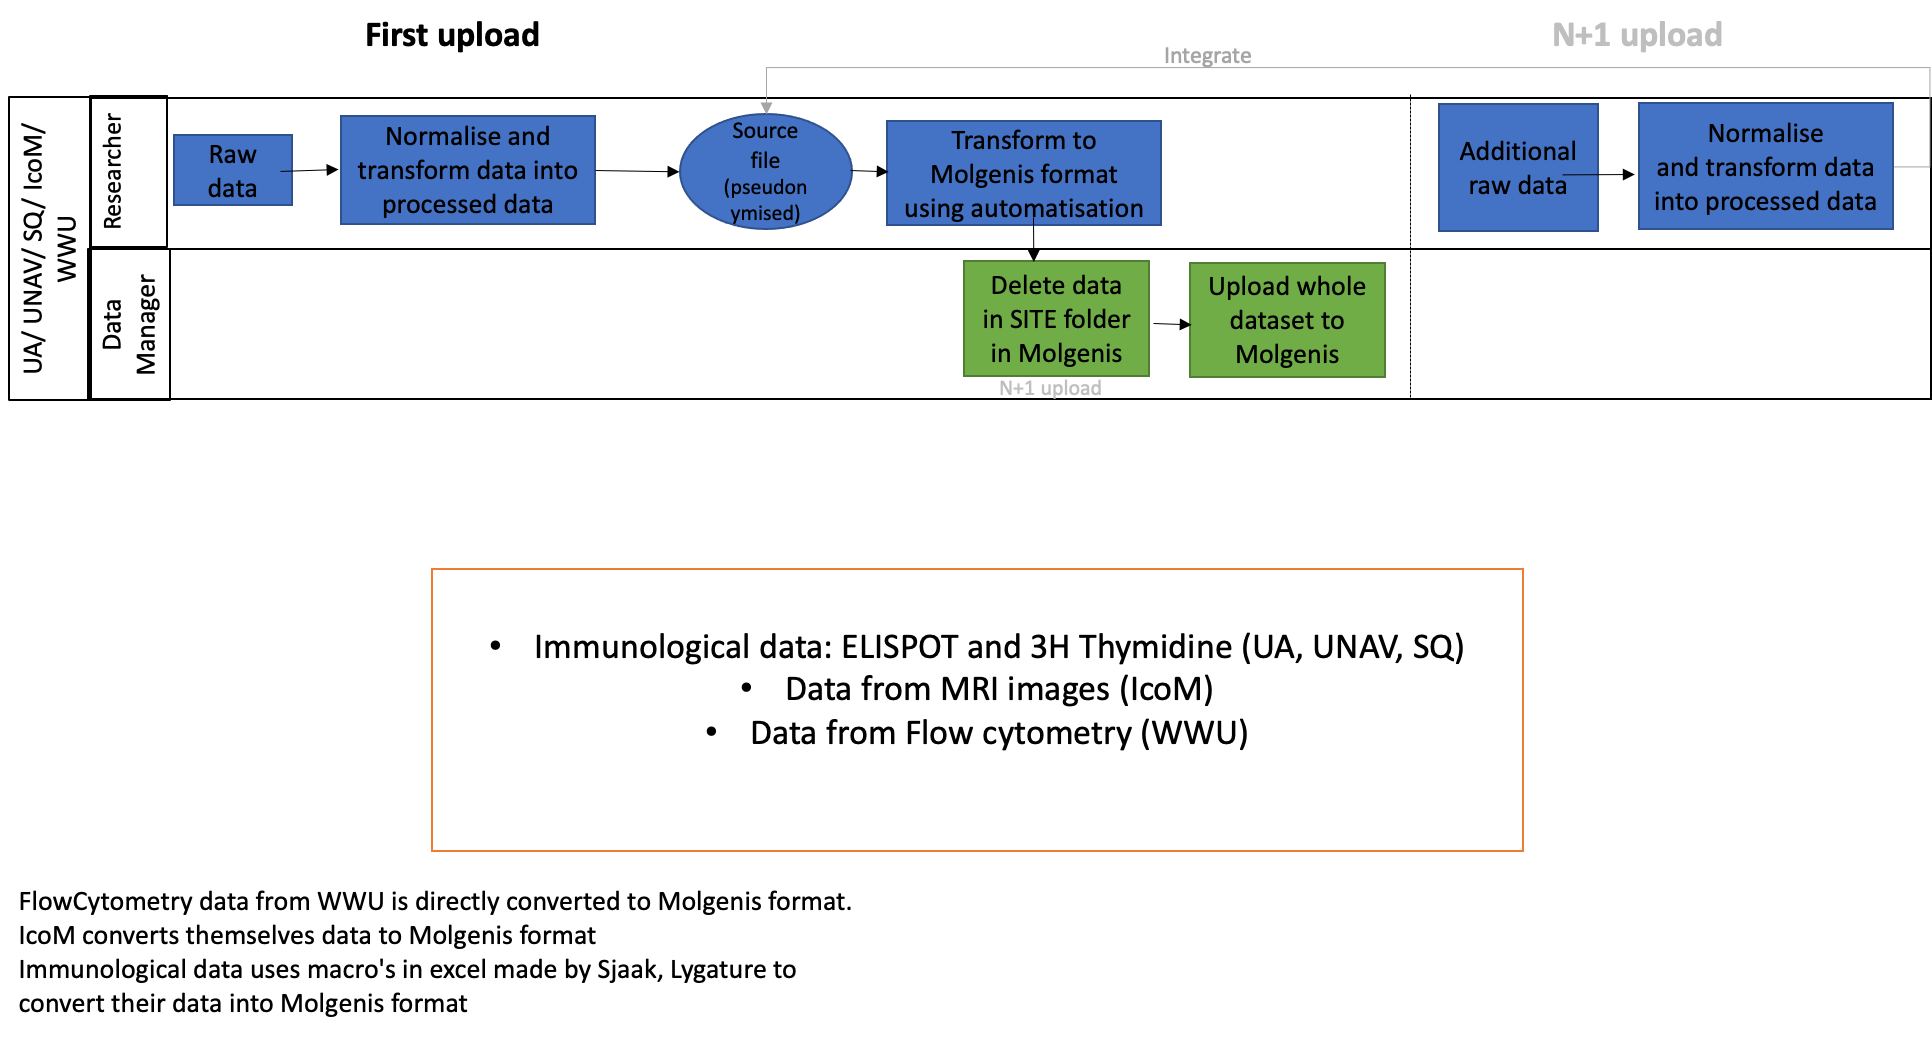 First upload
N+1 upload
Integrate
UA/ UNAV/ SQ/ IcoM/
WWU
Researcher
Raw
data
Normalise and
transform data into
processed data
Source
file
(pseudon
ymised)
Transform to
Molgenis format
using automatisation
Additional
raw data
Normalise
and transform data
into processed data
Data
Manager
Delete data
in SITE folder
in Molgenis
N+1 upload
Upload whole
dataset to
Molgenis
• Immunological data: ELISPOT and 3H Thymidine (UA, UNAV, SQ)
• Data from MRI images (IcoM)
• Data from Flow cytometry (WWU)
FlowCytometry data from WWU is directly converted to Molgenis format.
IcoM converts themselves data to Molgenis format
Immunological data uses macro's in excel made by Sjaak, Lygature to
convert their data into Molgenis format